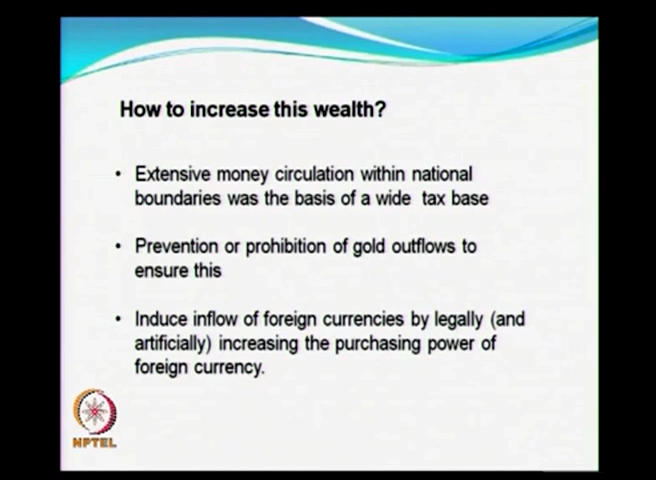 How to increase this wealth?
• Extensive money circulation within national
boundaries was the basis of a wide tax base
• Prevention or prohibition of gold outflows to
ensure this
• Induce inflow of foreign currencies by legally (and
artificially) increasing the purchasing power of
foreign currency.
NPTEL